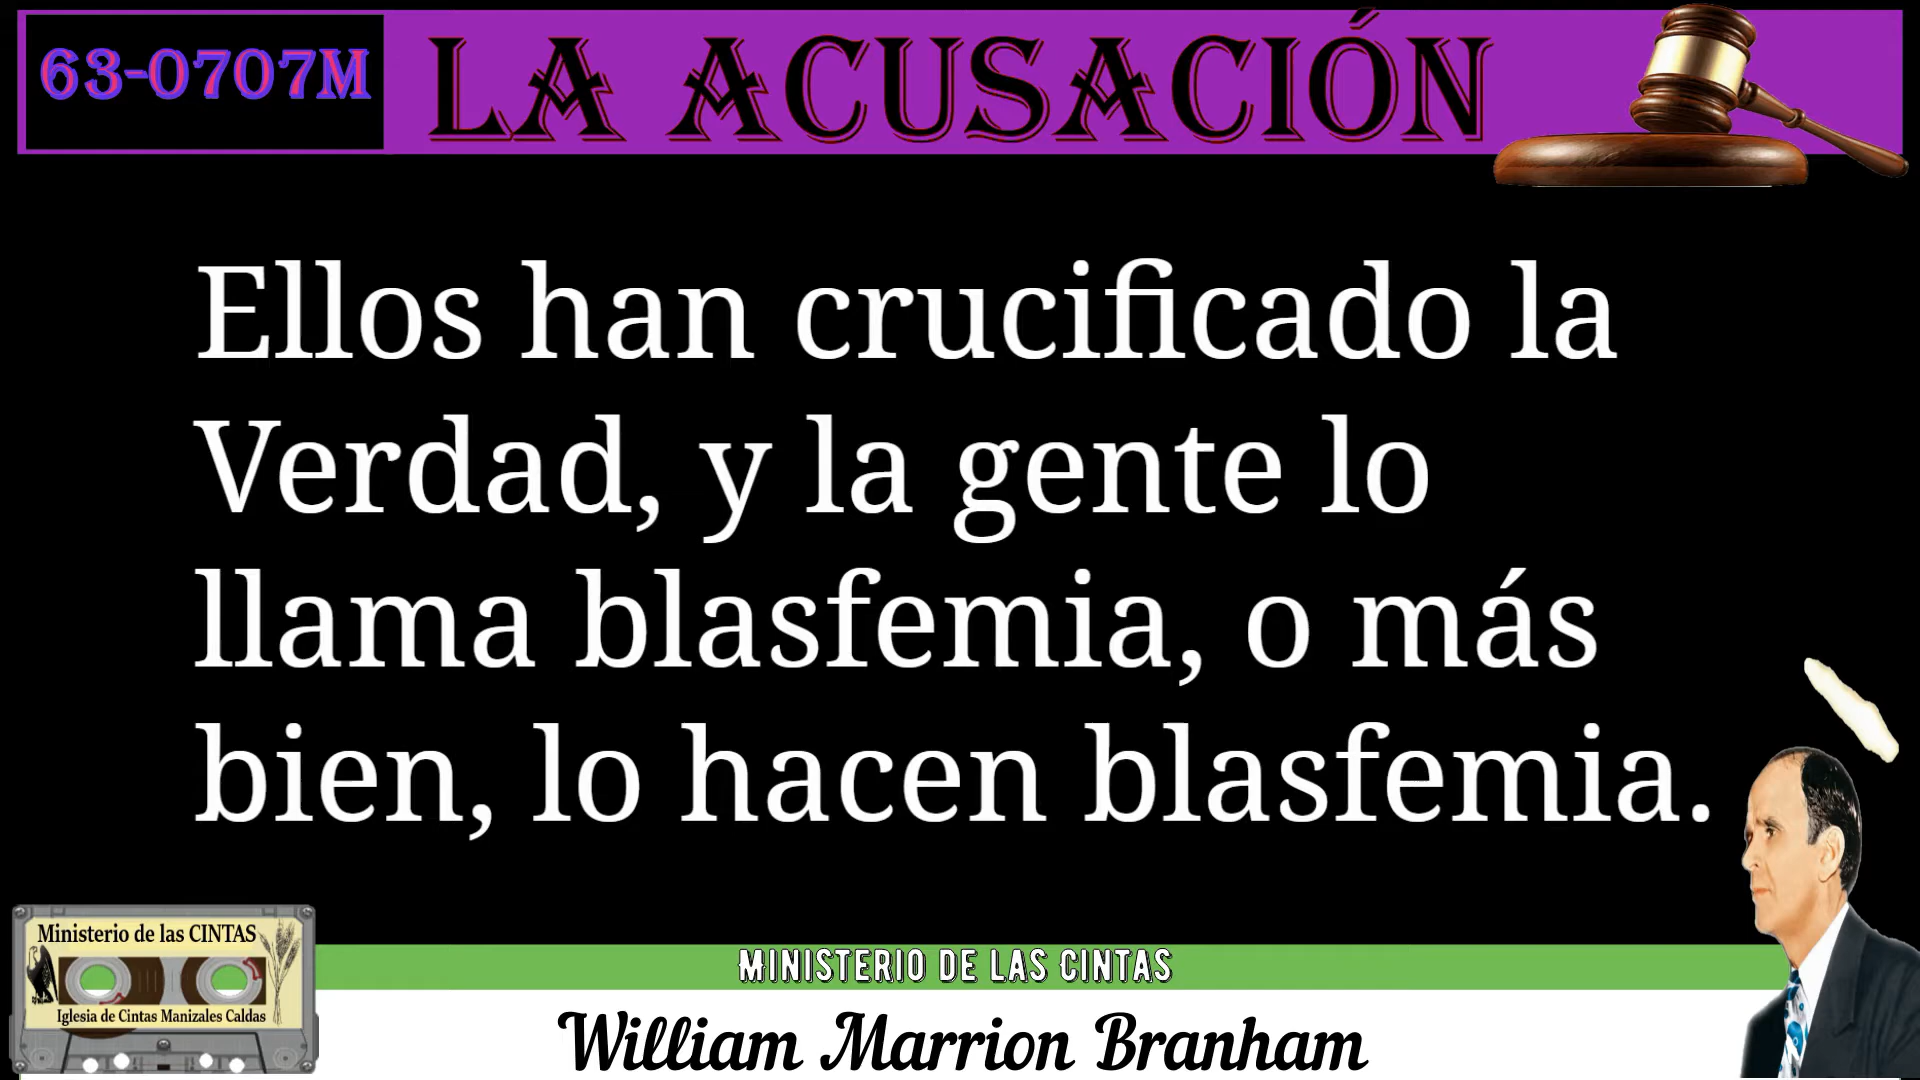 63-0707M
LA ACUSACIÓN
Ellos han crucificado la
Verdad, y la gente lo
llama blasfemia, o más
bien, lo hacen blasfemia.
Ministerio de las CINTAS
Iglesia de Cintas Manizales Caldas
MINISTERIO DE LAS CINTAS
William Marrion Branham